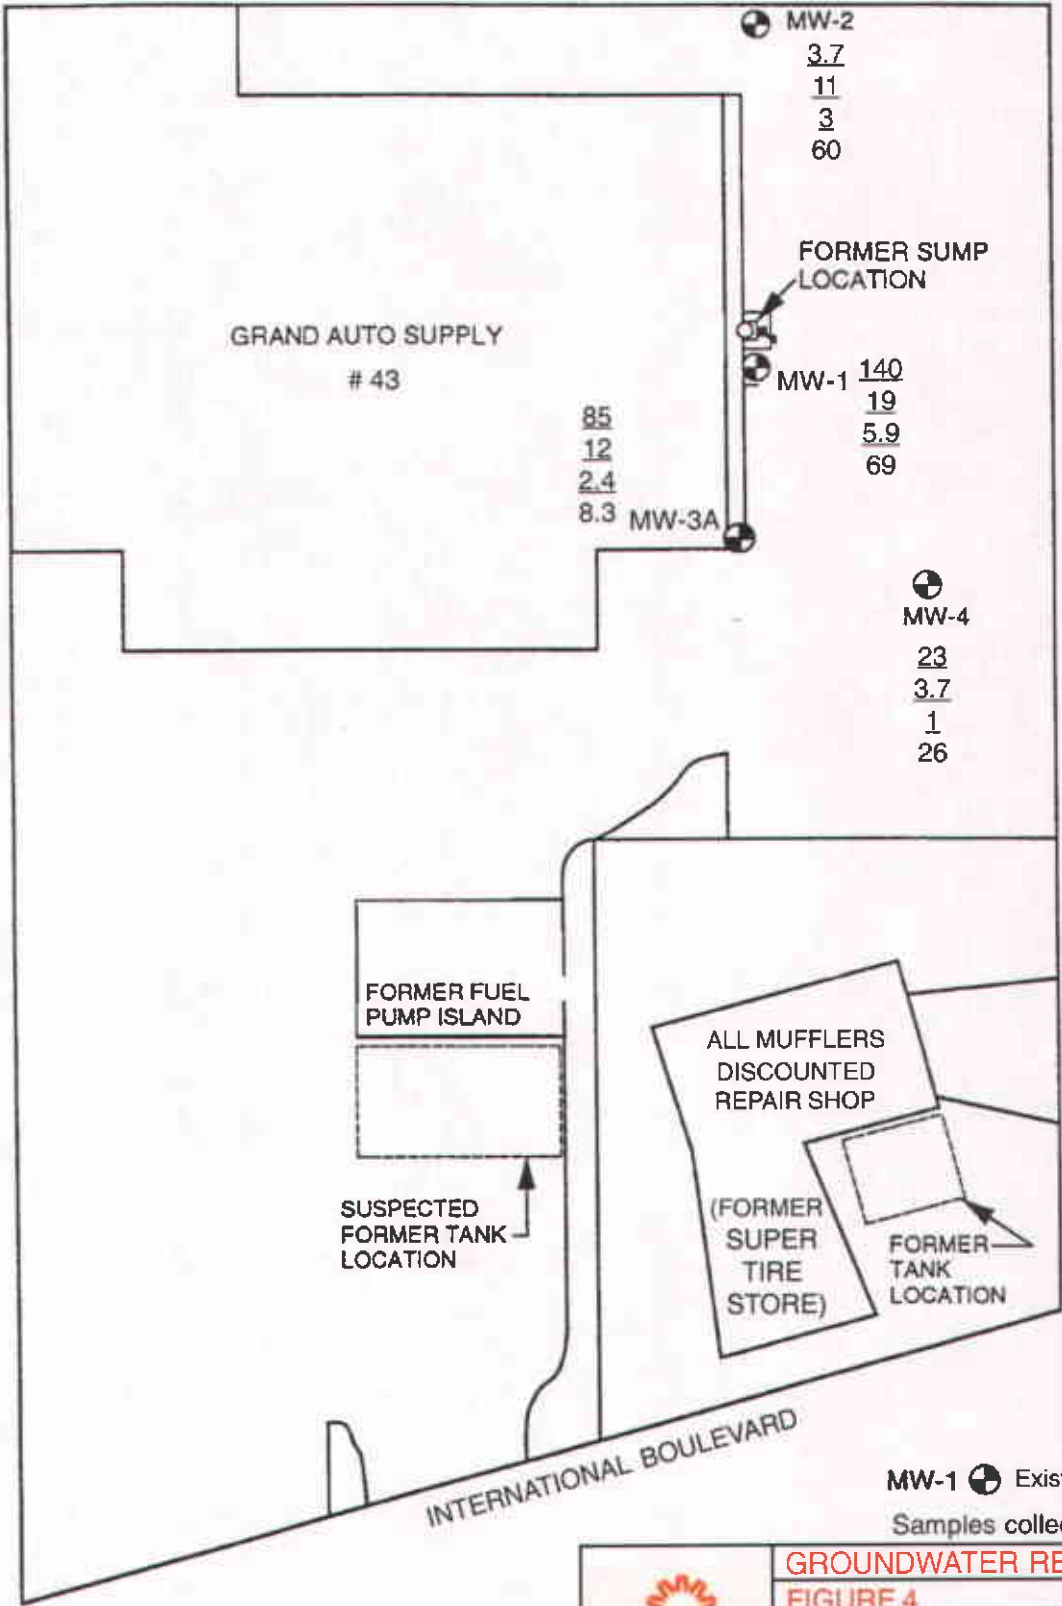 MW-2
3.7
11
3
60
FORMER SUMP
LOCATION
GRAND AUTO SUPPLY
# 43
MW-1
140
19
5.9
69
85
12
2.4
8.3
MW-3A
MW-4
23
3.7
1
26
FORMER FUEL
PUMP ISLAND
SUSPECTED
FORMER TANK
LOCATION
ALL MUFFLERS
DISCOUNTED
REPAIR SHOP
(FORMER
SUPER
TIRE
STORE)
FORMER
TANK
LOCATION
INTERNATIONAL BOULEVARD
MW-1
Samples
GROUNDWATER
FIGURE 4